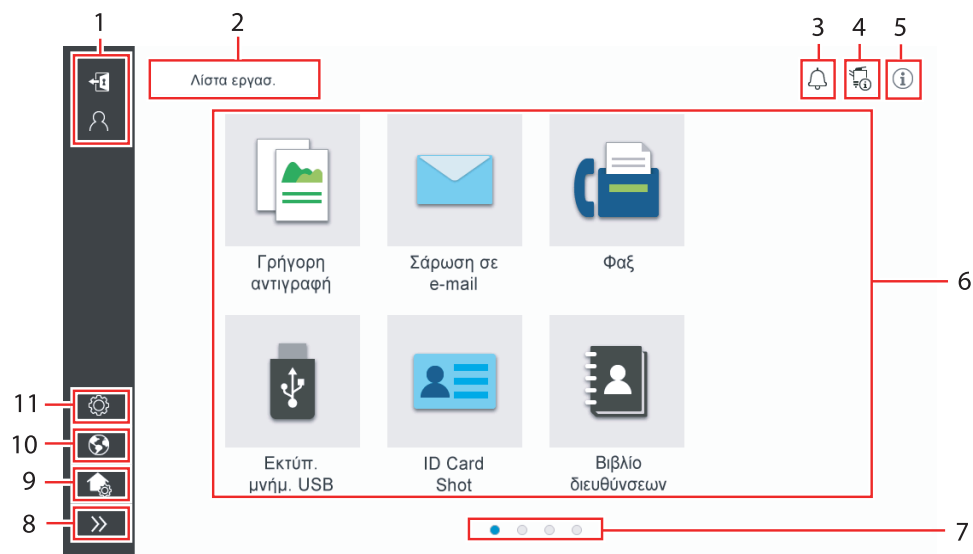 1
2
3
4
5
Λίστα εργασ.
Γρήγορη
αντιγραφή
Σάρωση σε
e-mail
Φαξ
6
Εκτύπ.
μνήμ. USB
ID Card
Shot
Βιβλίο
διευθύνσεων
11
10
9
8
7